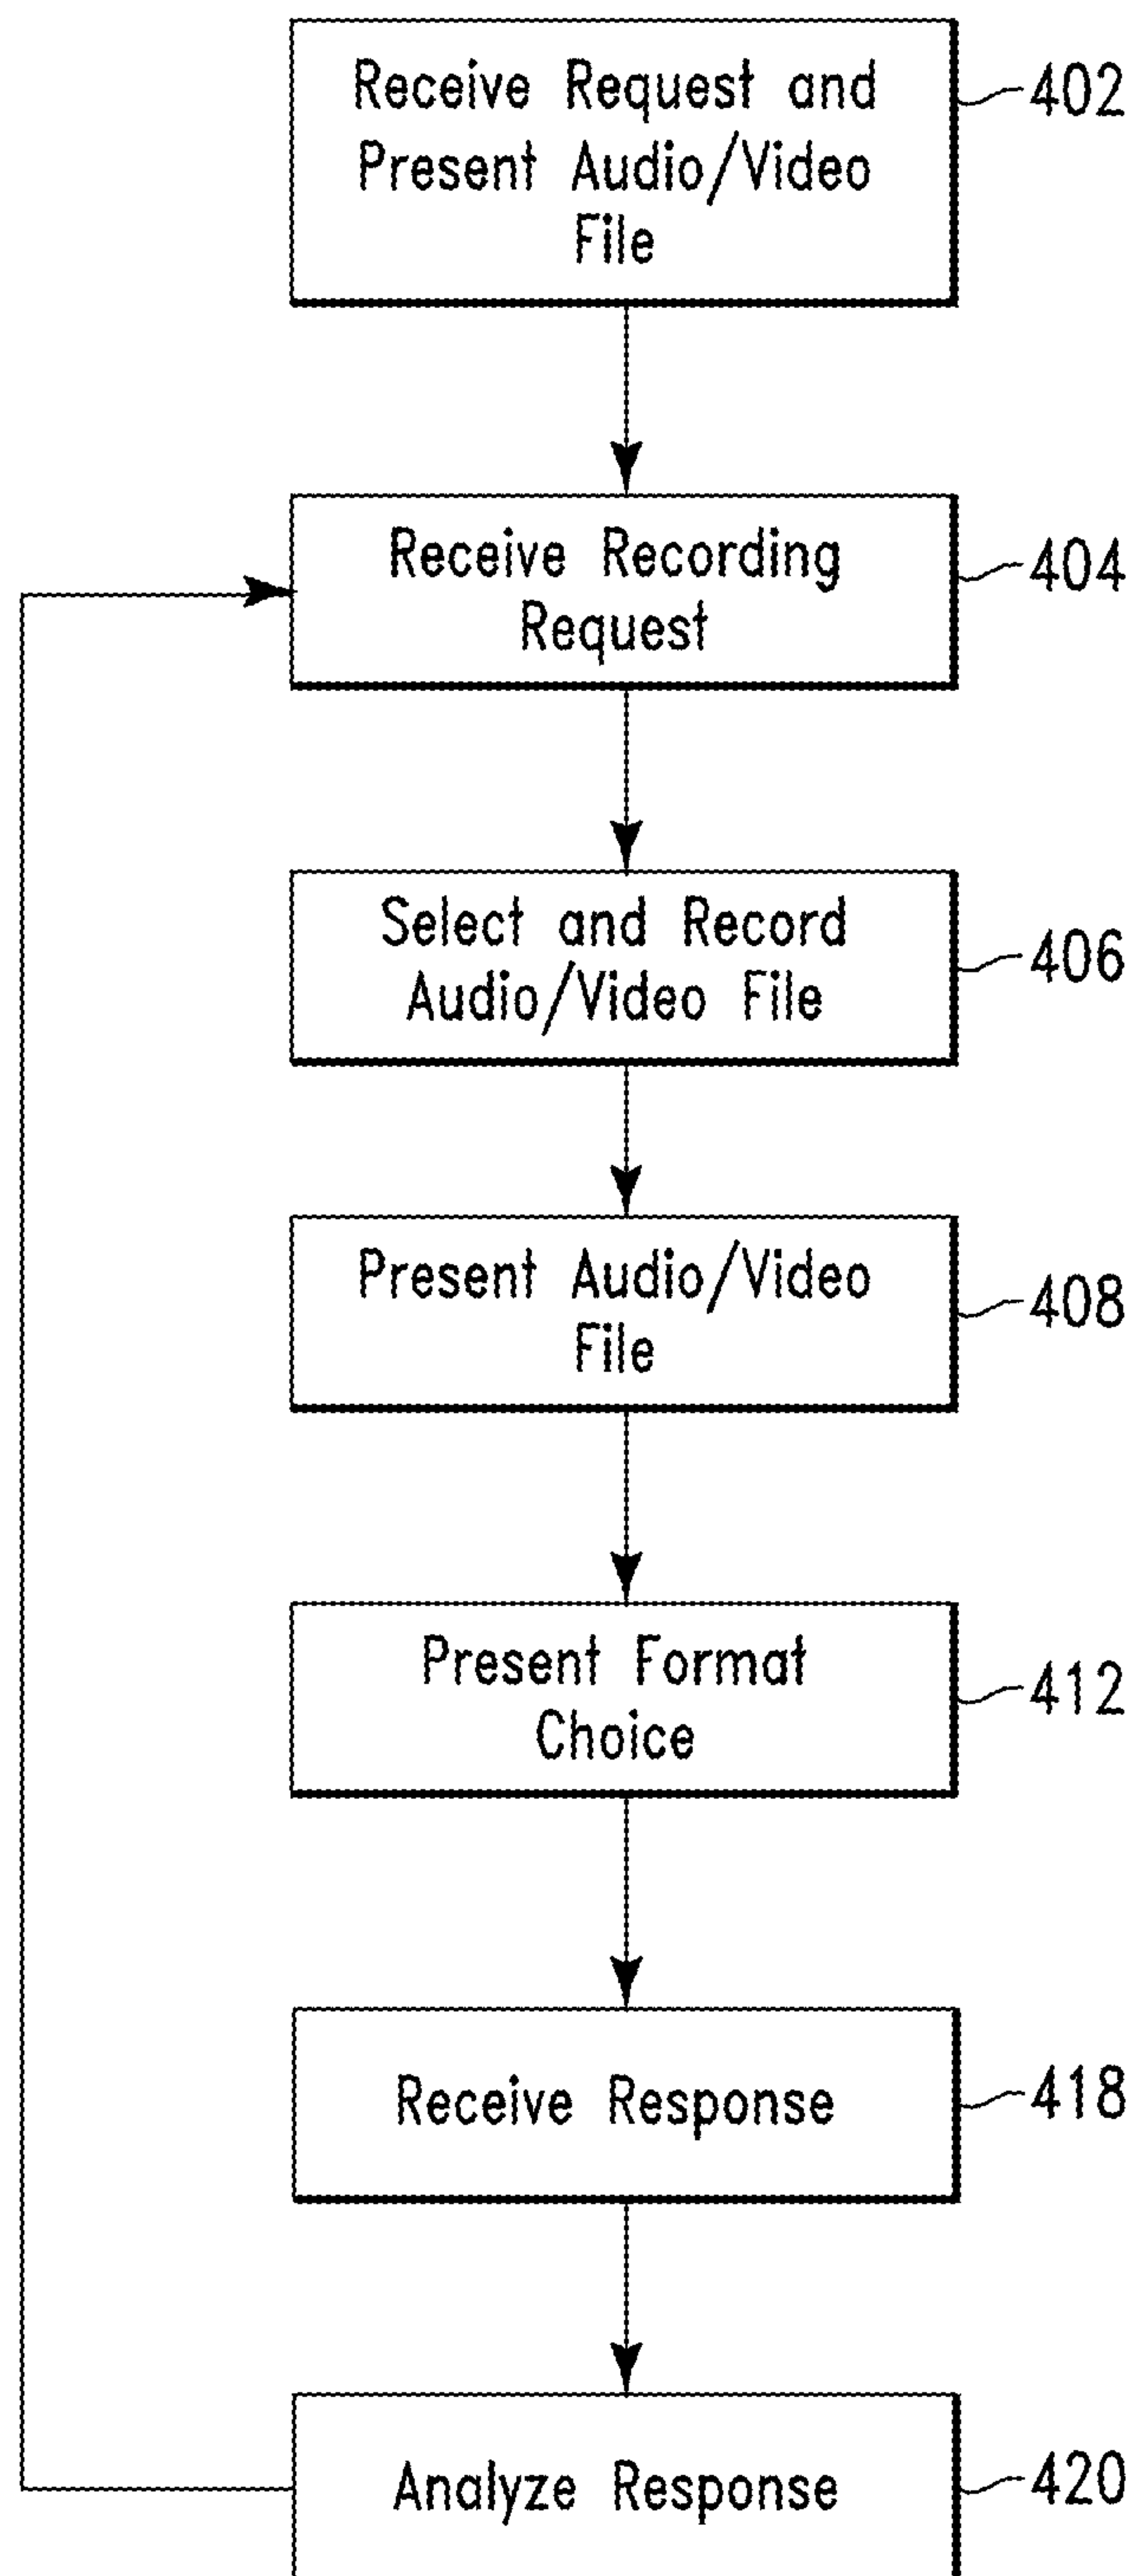 Receive Request and
Present Audio/Video
File
402
Receive Recording
Request
404
Select and Record
Audio/Video File
406
Present Audio/Video
File
408
Present Format
Choice
412
Receive Response
418
Analyze Response
420